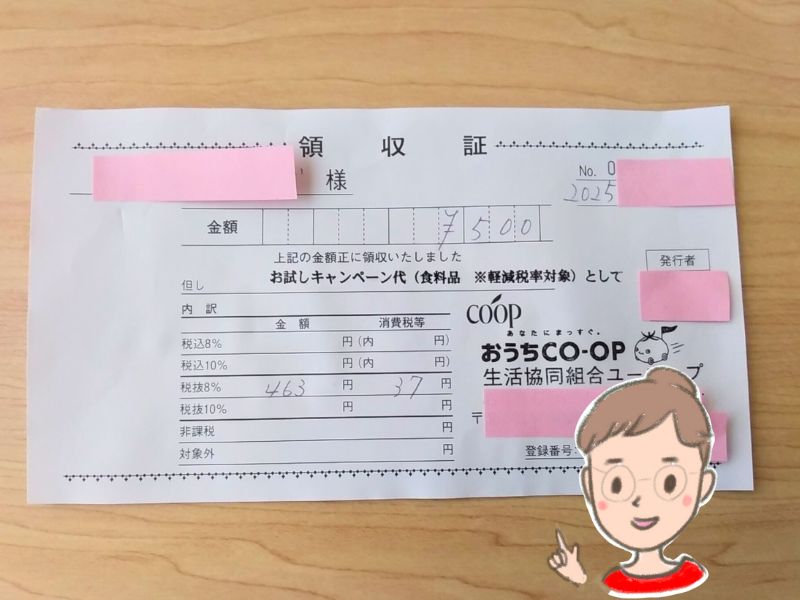 領収証
様
No. 0
2025
金額 ¥500
上記の金額正に領収いたしました
発行者
但し お試しキャンペーン代（食料品 ※軽減税率対象）として
内訳
金額 消費税等
税込8% 円(内 円)
税込10% 円(内 円)
税抜8% 463 円 37 円
税抜10% 円 円
非課税 円
対象外 円
coop
あなたにまっすぐ。
おうちCO-OP
生活協同組合ユーコープ
〒
登録番号: